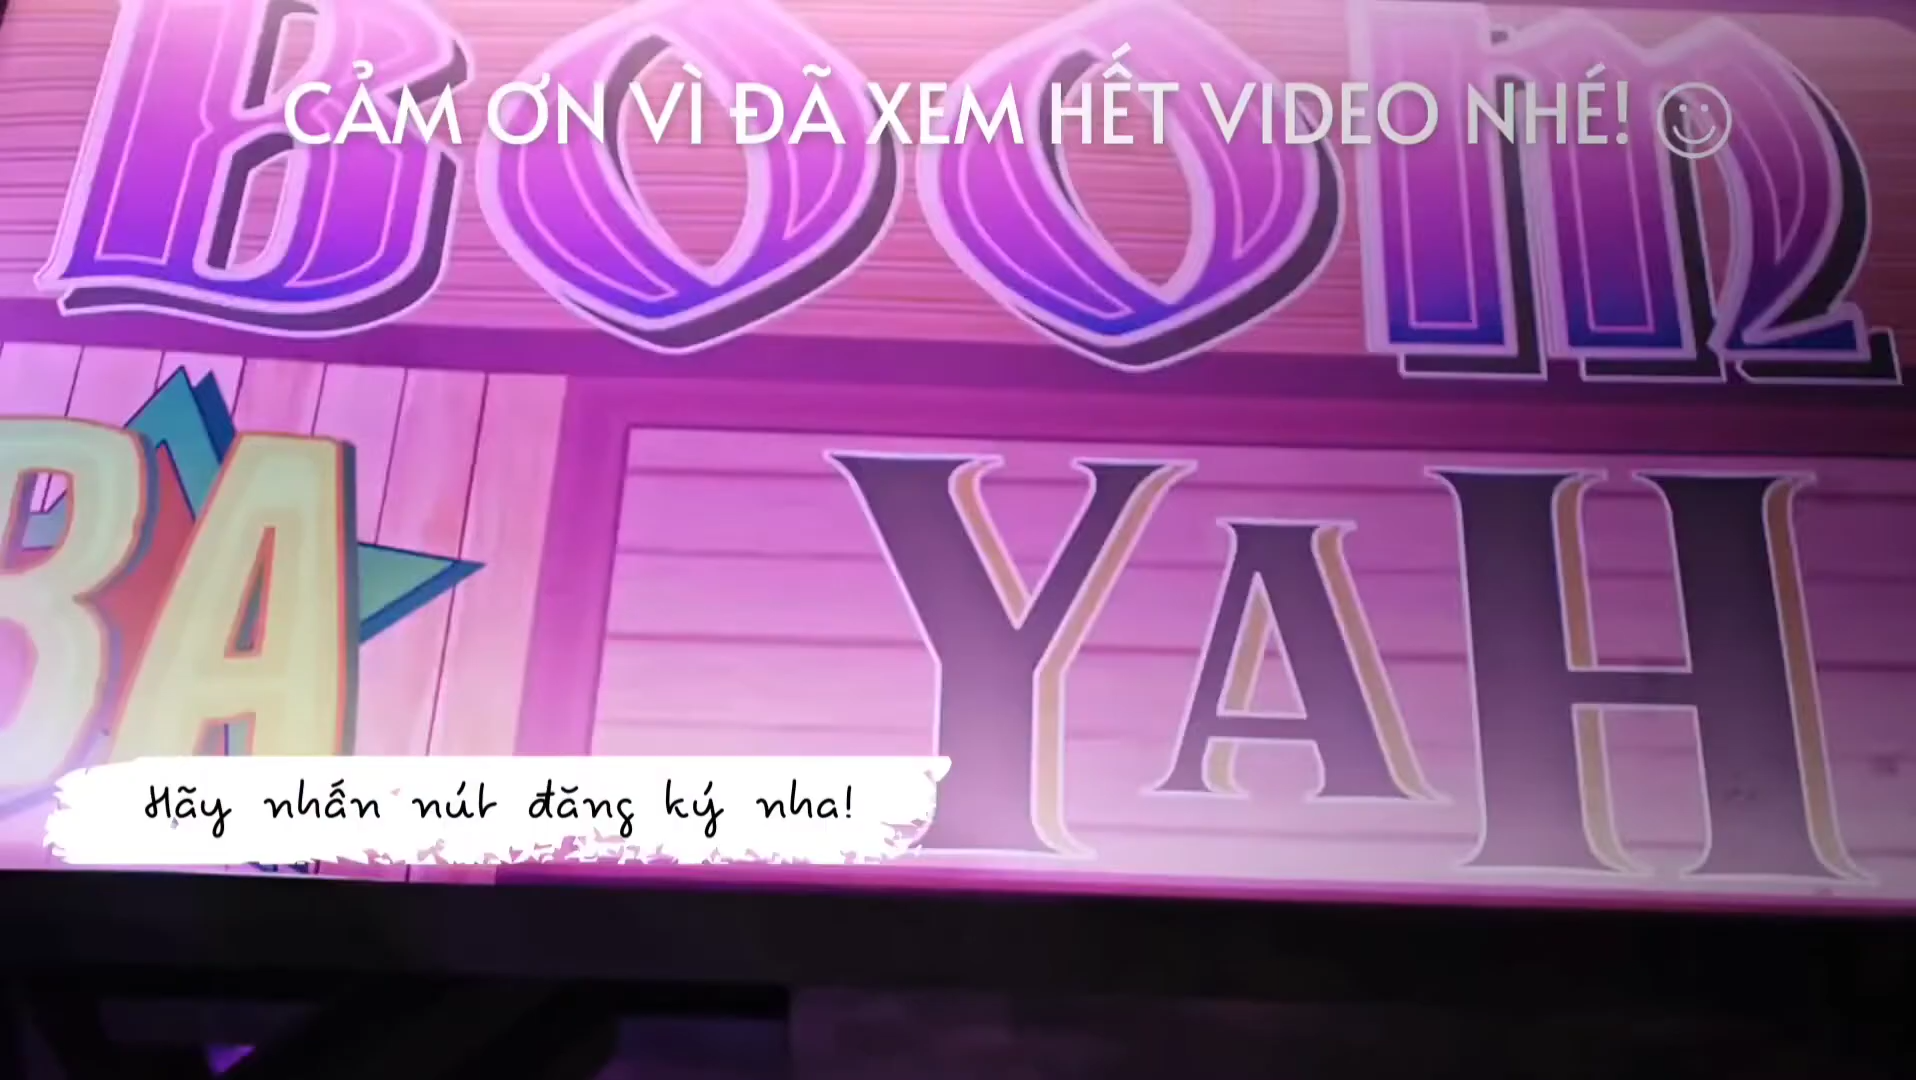 CẢM ƠN VÌ ĐÃ XEM HẾT VIDEO NHÉ!
BOOM
BA YAH
Hãy nhấn nút đăng ký nha!